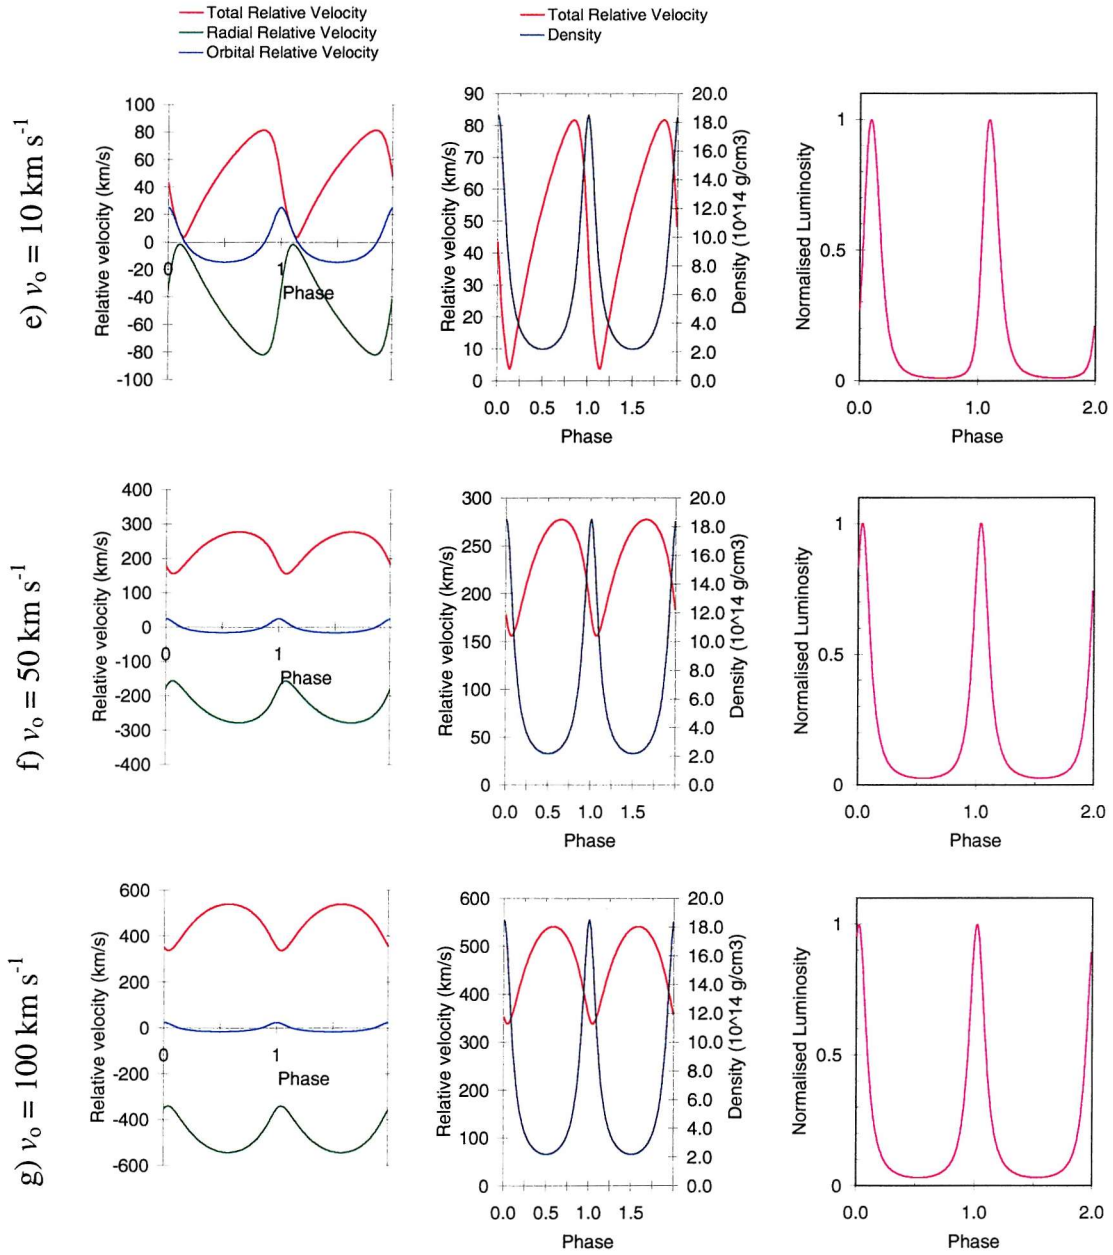 Total Relative Velocity
Radial Relative Velocity
Orbital Relative Velocity
Total Relative Velocity
Density
e) vo = 10 km s-1
Relative velocity (km/s)
100
80
60
40
20
0
-20
-40
-60
-80
-100
0
1
Phase
Relative velocity (km/s)
90
80
70
60
50
40
30
20
10
0
20.0
18.0
16.0
14.0
12.0
10.0
8.0
6.0
4.0
2.0
0.0
Density (10^14 g/cm3)
0.0 0.5 1.0 1.5
Phase
Normalised Luminosity
1
0.5
0
0.0 1.0 2.0
Phase
f) vo = 50 km s-1
Relative velocity (km/s)
400
300
200
100
0
-100
-200
-300
-400
0
1
Phase
Relative velocity (km/s)
300
250
200
150
100
50
0
20.0
18.0
16.0
14.0
12.0
10.0
8.0
6.0
4.0
2.0
0.0
Density (10^14 g/cm3)
0.0 0.5 1.0 1.5
Phase
Normalised Luminosity
1
0.5
0
0.0 1.0 2.0
Phase
g) vo = 100 km s-1
Relative velocity (km/s)
600
400
200
0
-200
-400
-600
0
1
Phase
Relative velocity (km/s)
600
500
400
300
200
100
0
20.0
18.0
16.0
14.0
12.0
10.0
8.0
6.0
4.0
2.0
0.0
Density (10^14 g/cm3)
0.0 0.5 1.0 1.5
Phase
Normalised Luminosity
1
0.5
0
0.0 1.0 2.0
Phase